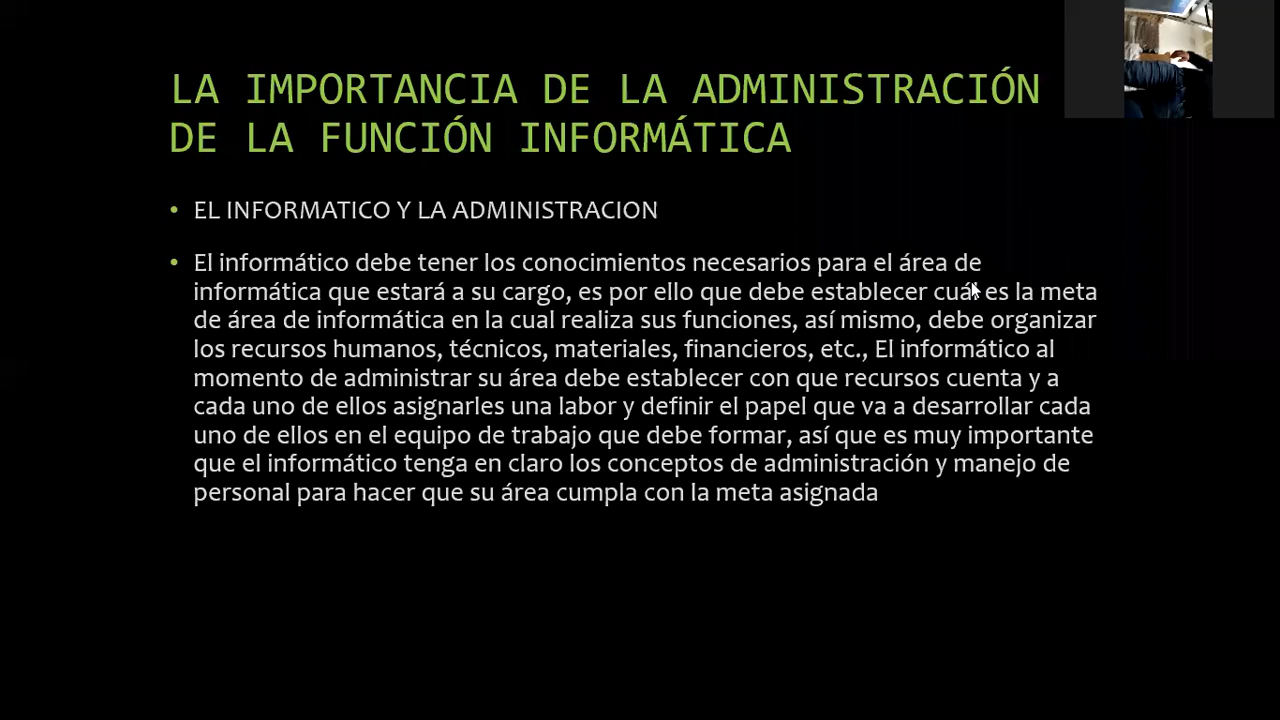 LA IMPORTANCIA DE LA ADMINISTRACIÓN
DE LA FUNCIÓN INFORMÁTICA
• EL INFORMATICO Y LA ADMINISTRACION
• El informático debe tener los conocimientos necesarios para el área de
informática que estará a su cargo, es por ello que debe establecer cuál es la meta
de área de informática en la cual realiza sus funciones, así mismo, debe organizar
los recursos humanos, técnicos, materiales, financieros, etc., El informático al
momento de administrar su área debe establecer con que recursos cuenta y a
cada uno de ellos asignarles una labor y definir el papel que va a desarrollar cada
uno de ellos en el equipo de trabajo que debe formar, así que es muy importante
que el informático tenga en claro los conceptos de administración y manejo de
personal para hacer que su área cumpla con la meta asignada